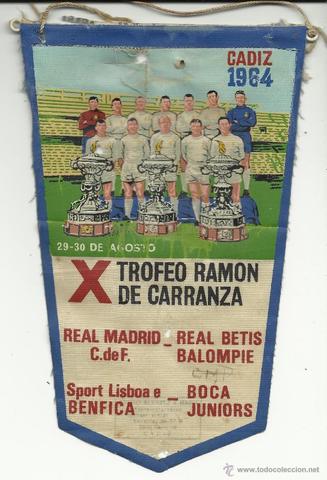 CADIZ
1964
29-30 DE AGOSTO
X TROFEO RAMON
DE CARRANZA
REAL MADRID - REAL BETIS
C. de F. BALOMPIE
CMP
Sport Lisboa e - BOCA
BENFICA JUNIORS
© www.todocoleccion.net